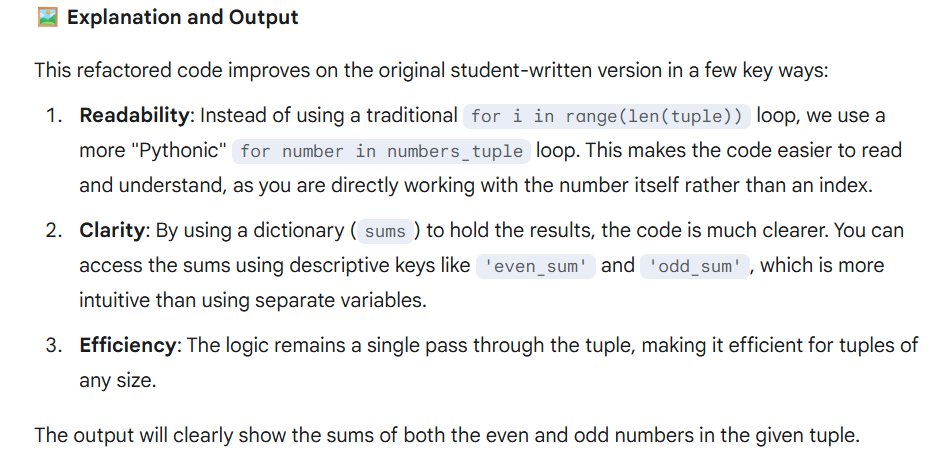 Explanation and Output
This refactored code improves on the original student-written version in a few key ways:
1. Readability: Instead of using a traditional for i in range(len(tuple)) loop, we use a
more "Pythonic" for number in numbers_tuple loop. This makes the code easier to read
and understand, as you are directly working with the number itself rather than an index.
2. Clarity: By using a dictionary ( sums ) to hold the results, the code is much clearer. You can
access the sums using descriptive keys like 'even_sum' and 'odd_sum' , which is more
intuitive than using separate variables.
3. Efficiency: The logic remains a single pass through the tuple, making it efficient for tuples of
any size.
The output will clearly show the sums of both the even and odd numbers in the given tuple.